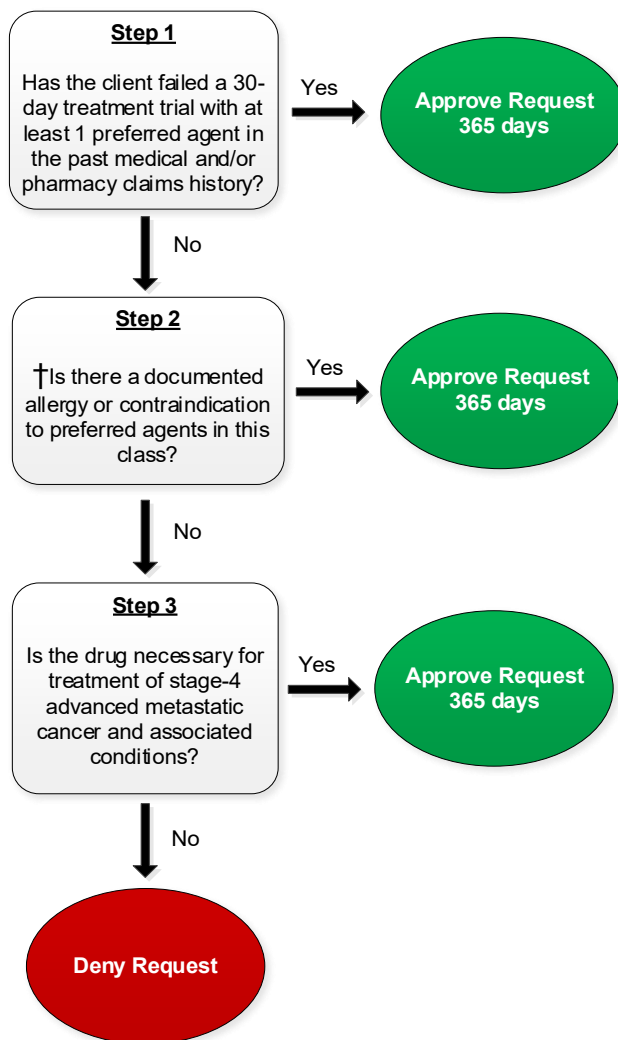 Step 1
Has the client failed a 30-
day treatment trial with at
least 1 preferred agent in
the past medical and/or
pharmacy claims history?
Yes
Approve Request
365 days
No
Step 2
†Is there a documented
allergy or contraindication
to preferred agents in this
class?
Yes
Approve Request
365 days
No
Step 3
Is the drug necessary for
treatment of stage-4
advanced metastatic
cancer and associated
conditions?
Yes
Approve Request
365 days
No
Deny Request